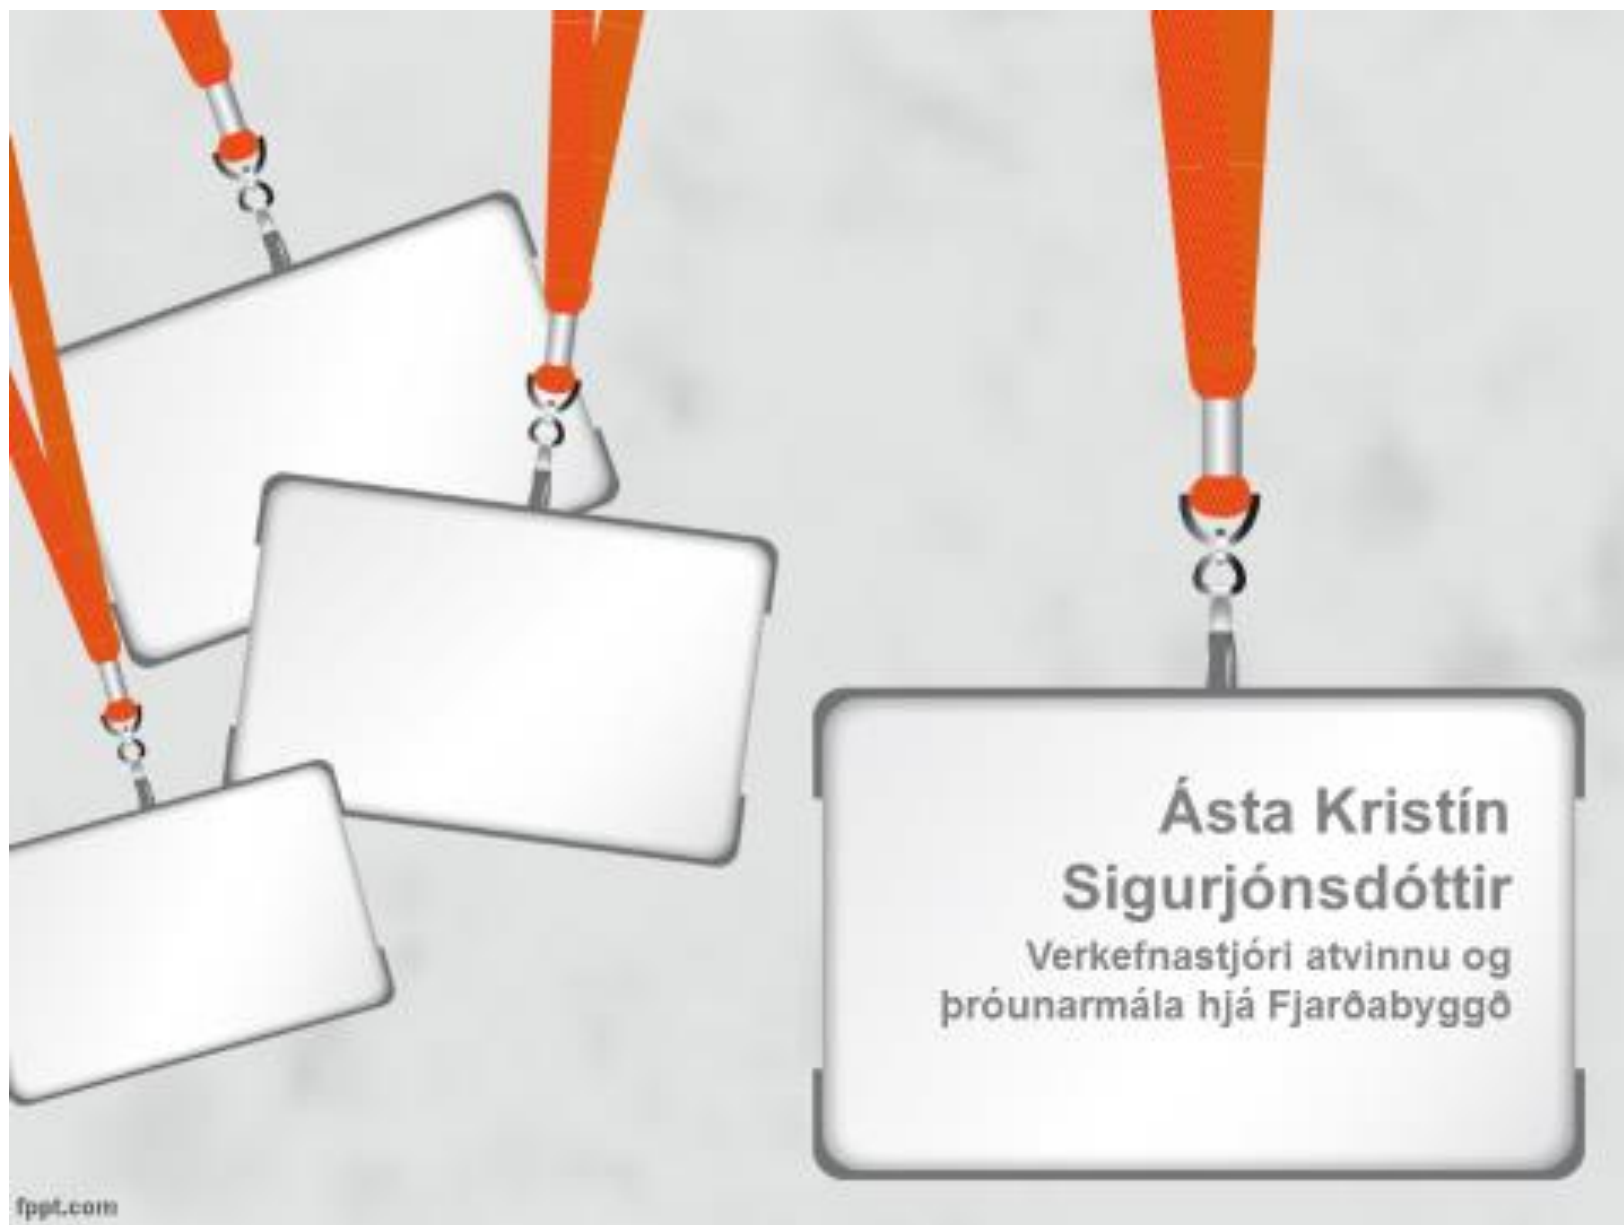 Ásta Kristín
Sigurjónsdóttir
Verkefnastjóri atvinnu og
þróunarmála hjá Fjarðabyggð
fppt.com